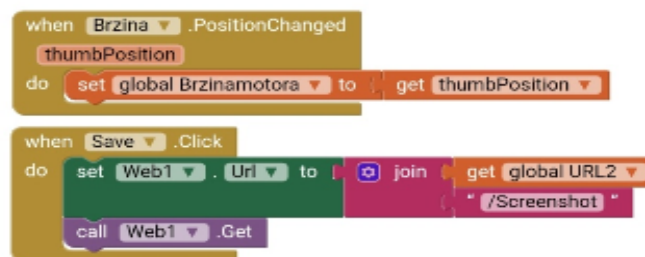 when Brzina .PositionChanged
thumbPosition
do set global Brzinamotora to get thumbPosition
when Save .Click
do set Web1 . Url to join get global URL2
" /Screenshot "
call Web1 .Get